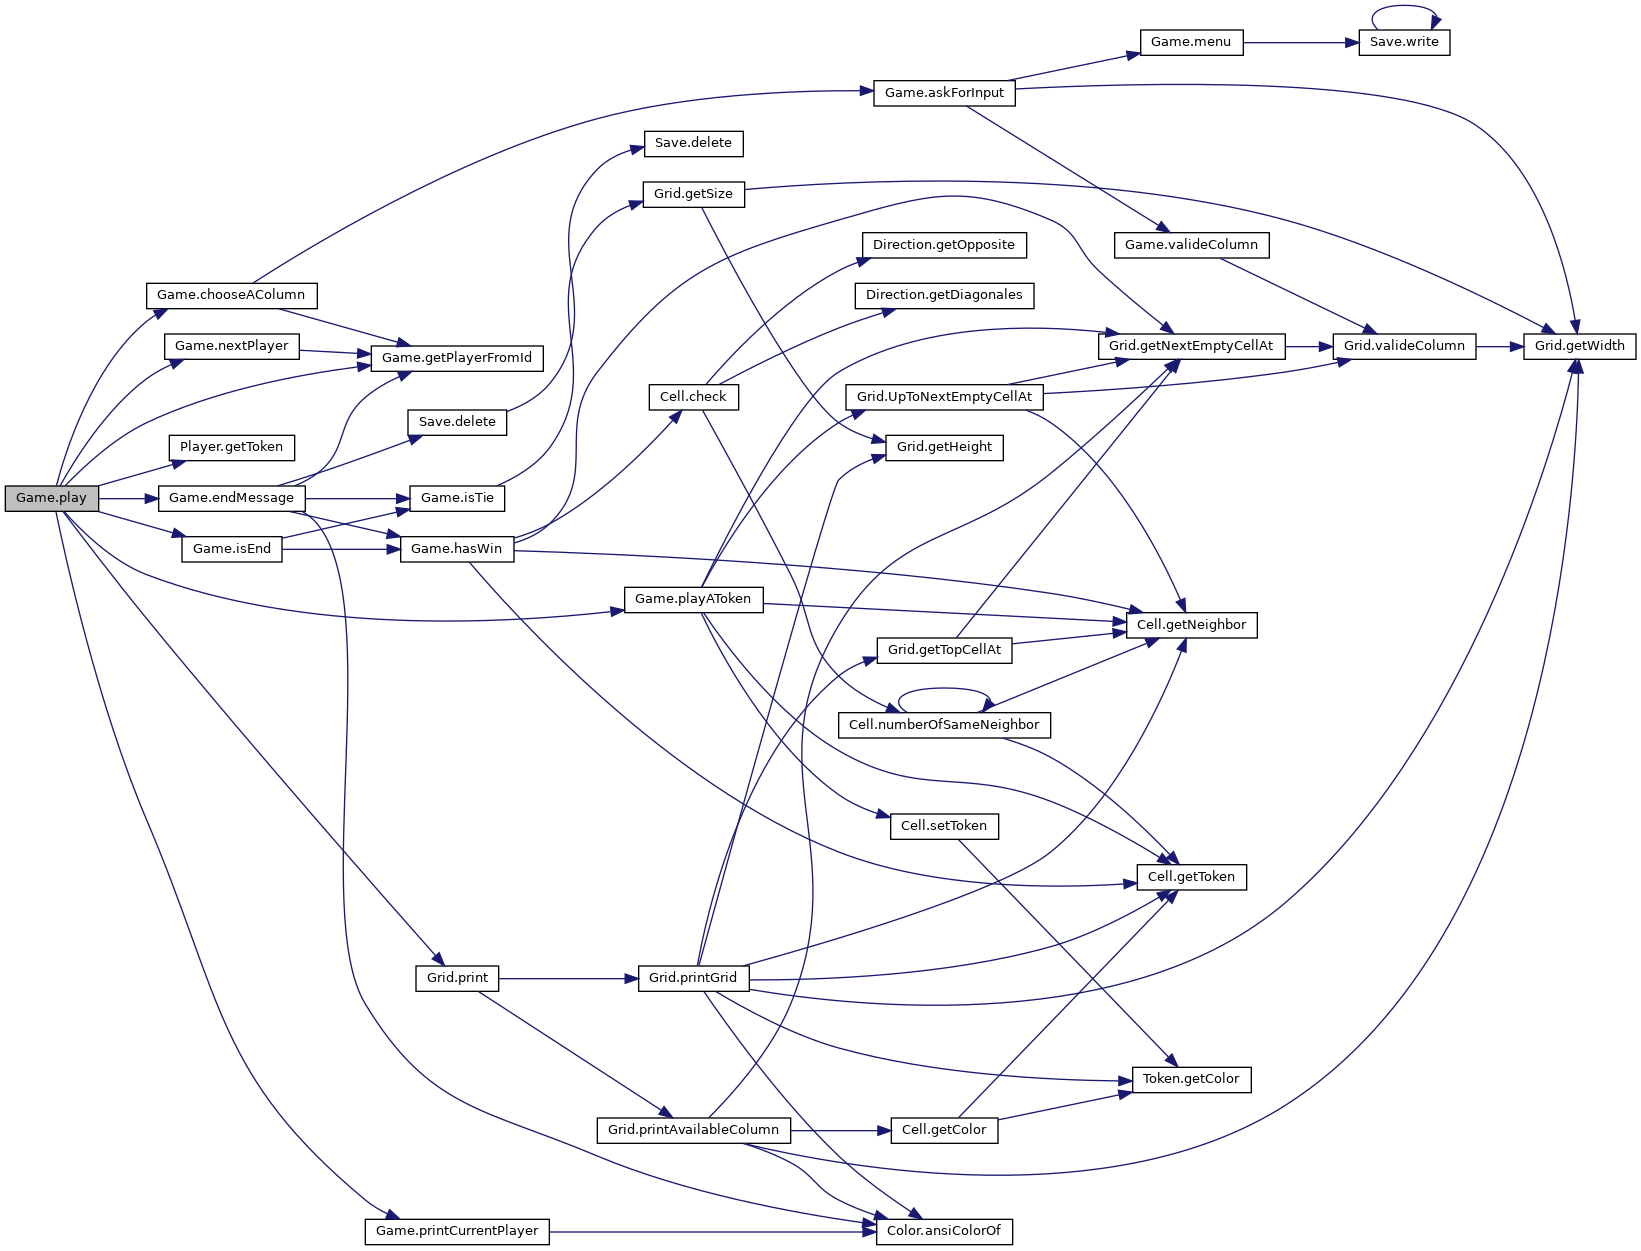 Game.menu
Save.write
Game.askForInput
Save.delete
Grid.getSize
Direction.getOpposite
Game.valideColumn
Game.chooseAColumn
Direction.getDiagonales
Game.nextPlayer
Game.getPlayerFromId
Grid.getNextEmptyCellAt
Grid.valideColumn
Grid.getWidth
Cell.check
Grid.UpToNextEmptyCellAt
Save.delete
Player.getToken
Grid.getHeight
Game.play
Game.endMessage
Game.isTie
Game.isEnd
Game.hasWin
Game.playAToken
Cell.getNeighbor
Grid.getTopCellAt
Cell.numberOfSameNeighbor
Cell.setToken
Cell.getToken
Grid.print
Grid.printGrid
Token.getColor
Grid.printAvailableColumn
Cell.getColor
Game.printCurrentPlayer
Color.ansiColorOf